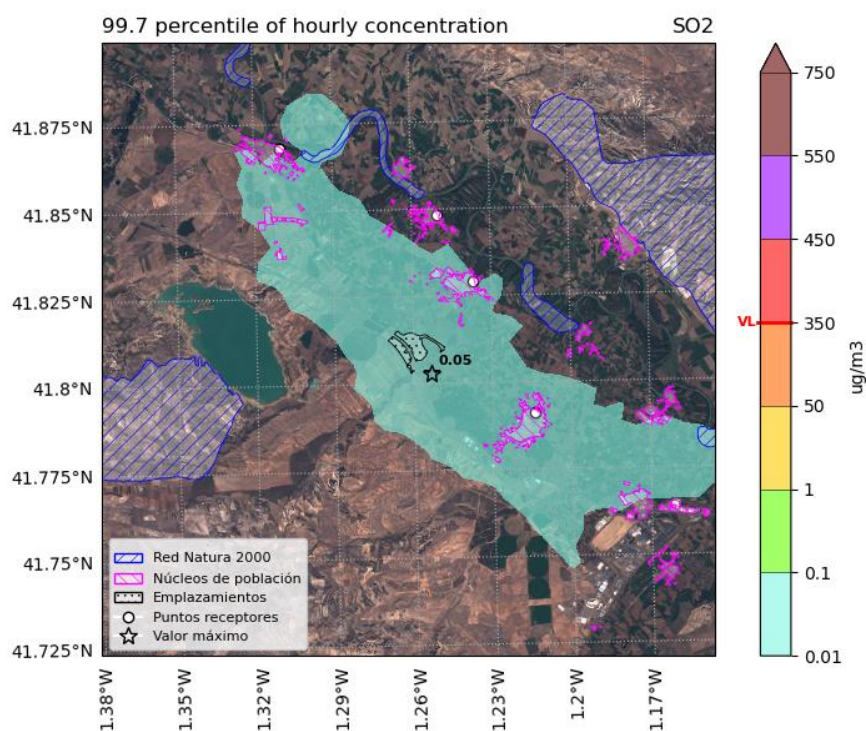 99.7 percentile of hourly concentration
SO2
41.875°N
41.85°N
41.825°N
41.8°N
41.775°N
41.75°N
41.725°N
0.05
Red Natura 2000
Núcleos de población
Emplazamientos
Puntos receptores
Valor máximo
1.38°W
1.35°W
1.32°W
1.29°W
1.26°W
1.23°W
1.2°W
1.17°W
750
550
450
VL
350
50
1
0.1
0.01
ug/m3